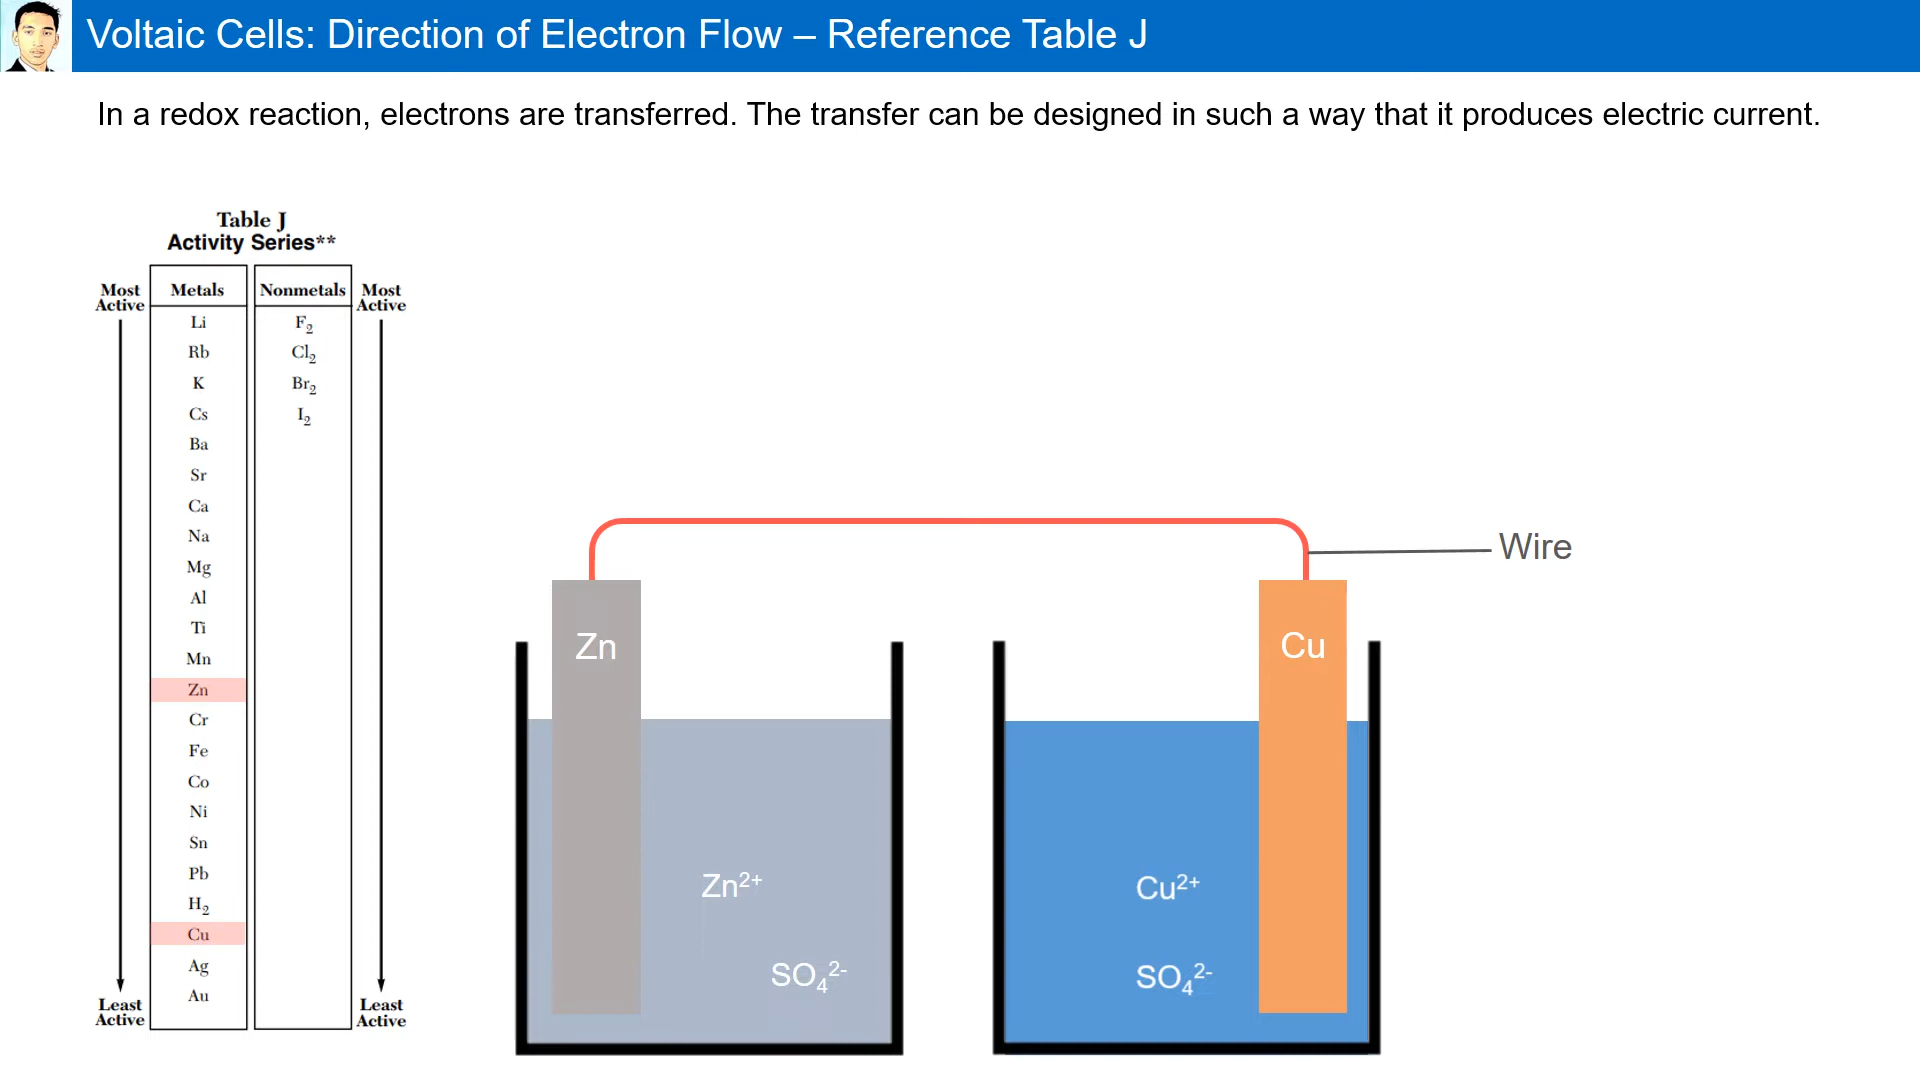 Voltaic Cells: Direction of Electron Flow – Reference Table J
In a redox reaction, electrons are transferred. The transfer can be designed in such a way that it produces electric current.
Table J
Activity Series**
Most Active
Metals
Nonmetals
Most Active
Li
F₂
Rb
Cl₂
K
Br₂
Cs
I₂
Ba
Sr
Ca
Na
Mg
Al
Ti
Mn
Zn
Cr
Fe
Co
Ni
Sn
Pb
H₂
Cu
Ag
Au
Least Active
Least Active
Wire
Zn
Cu
Zn²⁺
SO₄²⁻
Cu²⁺
SO₄²⁻